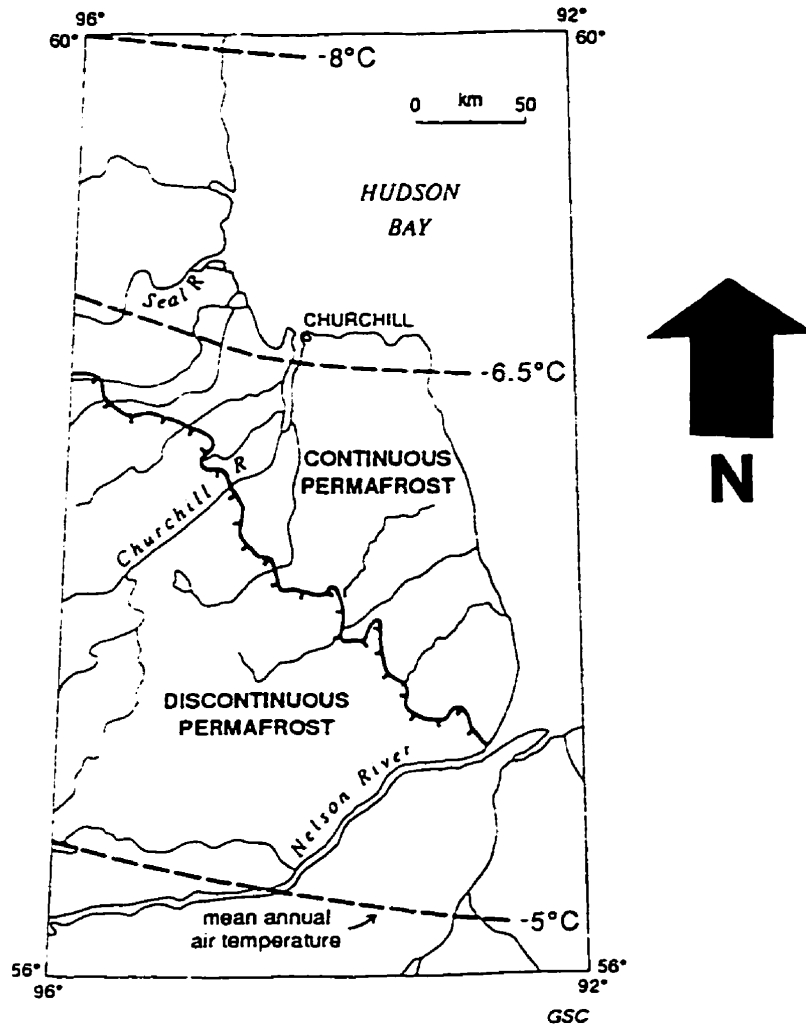 96°
92°
60°
60°
-8°C
0 km 50
HUDSON
BAY
Seal R
CHURCHILL
-6.5°C
N
CONTINUOUS
PERMAFROST
Churchill R
DISCONTINUOUS
PERMAFROST
Nelson River
mean annual
air temperature
-5°C
56°
56°
96°
92°
GSC